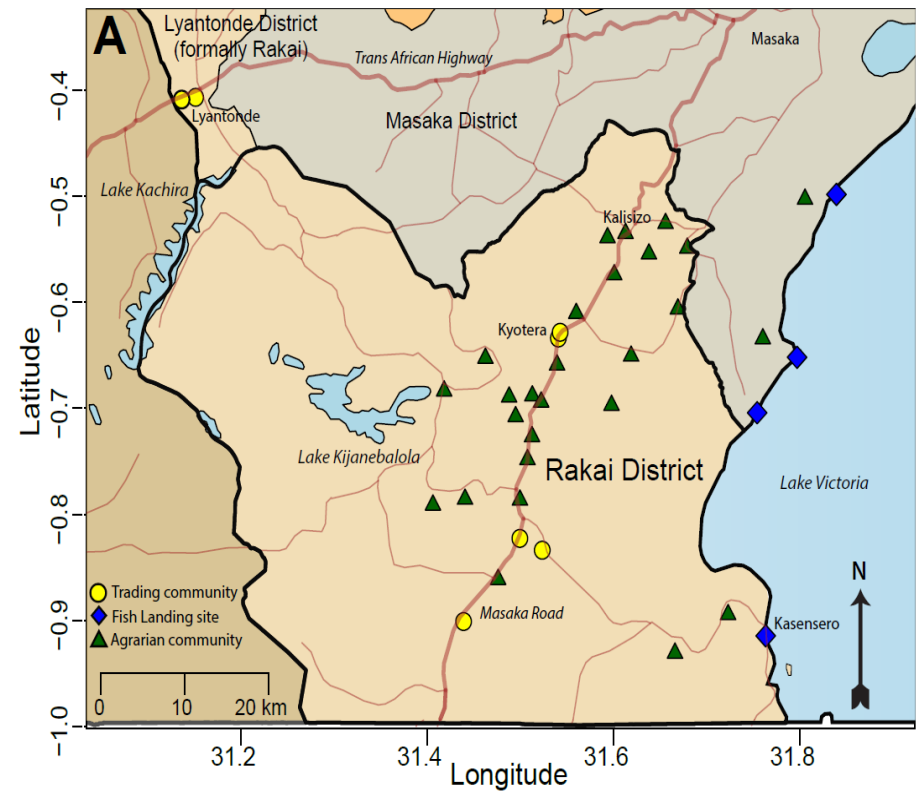 A
Lyantonde District
(formally Rakai)
Trans African Highway
Masaka
Lyantonde
Masaka District
Lake Kachira
Kalisizo
Kyotera
Lake Kijanebalola
Rakai District
Lake Victoria
Masaka Road
Kasensero
N
Trading community
Fish Landing site
Agrarian community
0 10 20 km
Latitude
−0.4
−0.5
−0.6
−0.7
−0.8
−0.9
−1.0
31.2 31.4 31.6 31.8
Longitude